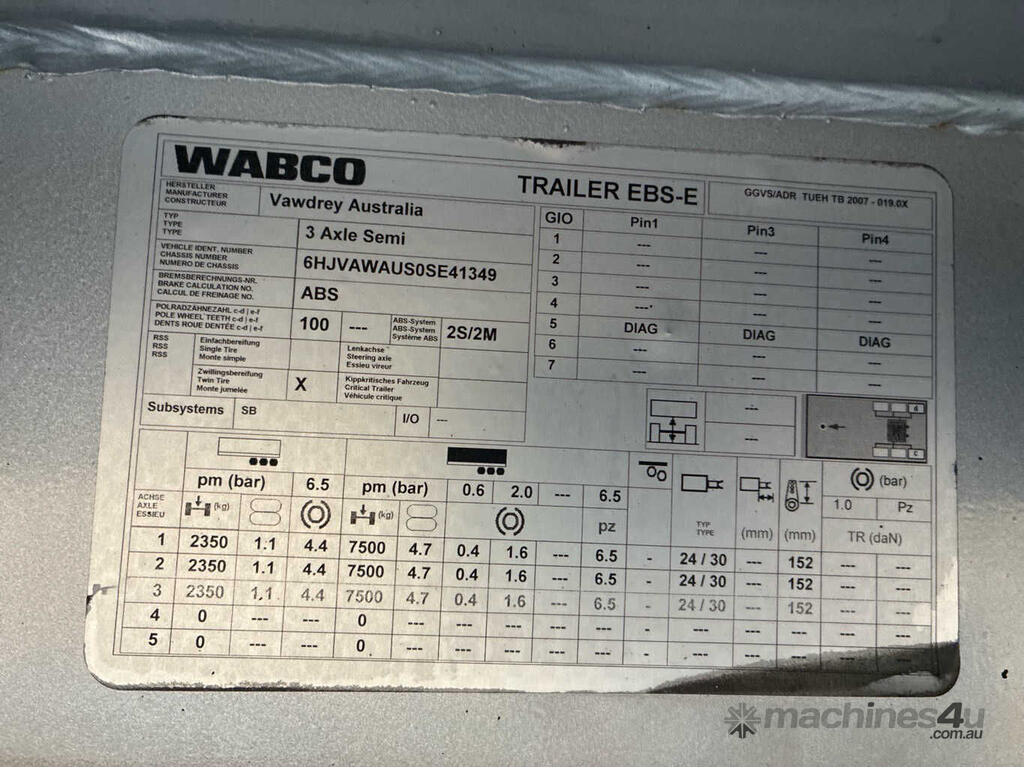 WABCO
TRAILER EBS-E
GGVS/ADR TUEH TB 2007 - 019.0X
HERSTELLER
MANUFACTURER
CONSTRUCTEUR
Vawdrey Australia
TYP
TYPE
TYPE
3 Axle Semi
VEHICLE IDENT. NUMBER
CHASSIS NUMBER
NUMERO DE CHASSIS
6HJVAWAUS0SE41349
BREMSBERECHNUNGS-NR.
BRAKE CALCULATION NO.
CALCUL DE FREINAGE NO.
ABS
POLRADZÄHNEZAHL c-d | e-f
POLE WHEEL TEETH c-d | e-f
DENTS ROUE DENTÉE c-d | e-f
100 ---
ABS-System
ABS-System
Système ABS
2S/2M
RSS
RSS
RSS
Einfachbereifung
Single Tire
Monte simple
Lenkachse
Steering axle
Essieu vireur
Zwillingsbereifung
Twin Tire
Monte jumelée
X
Kippkritisches Fahrzeug
Critical Trailer
Véhicule critique
Subsystems SB I/O ---
GIO Pin1 Pin3 Pin4
1 --- --- ---
2 --- --- ---
3 --- --- ---
4 --- --- ---
5 DIAG DIAG DIAG
6 --- --- ---
7 --- --- ---
---
---
d
c
pm (bar) 6.5 pm (bar) 0.6 2.0 --- 6.5 (bar)
ACHSE
AXLE
ESSIEU
(kg) (kg) pz
TYP
TYPE
(mm) (mm)
1.0 Pz
TR (daN)
1 2350 1.1 4.4 7500 4.7 0.4 1.6 --- 6.5 - 24 / 30 --- 152 --- ---
2 2350 1.1 4.4 7500 4.7 0.4 1.6 --- 6.5 - 24 / 30 --- 152 --- ---
3 2350 1.1 4.4 7500 4.7 0.4 1.6 --- 6.5 - 24 / 30 --- 152 --- ---
4 0 --- --- 0 --- --- --- --- --- - --- --- --- --- ---
5 0 --- --- 0 --- --- --- --- --- - --- --- --- --- ---
machines4u
.com.au